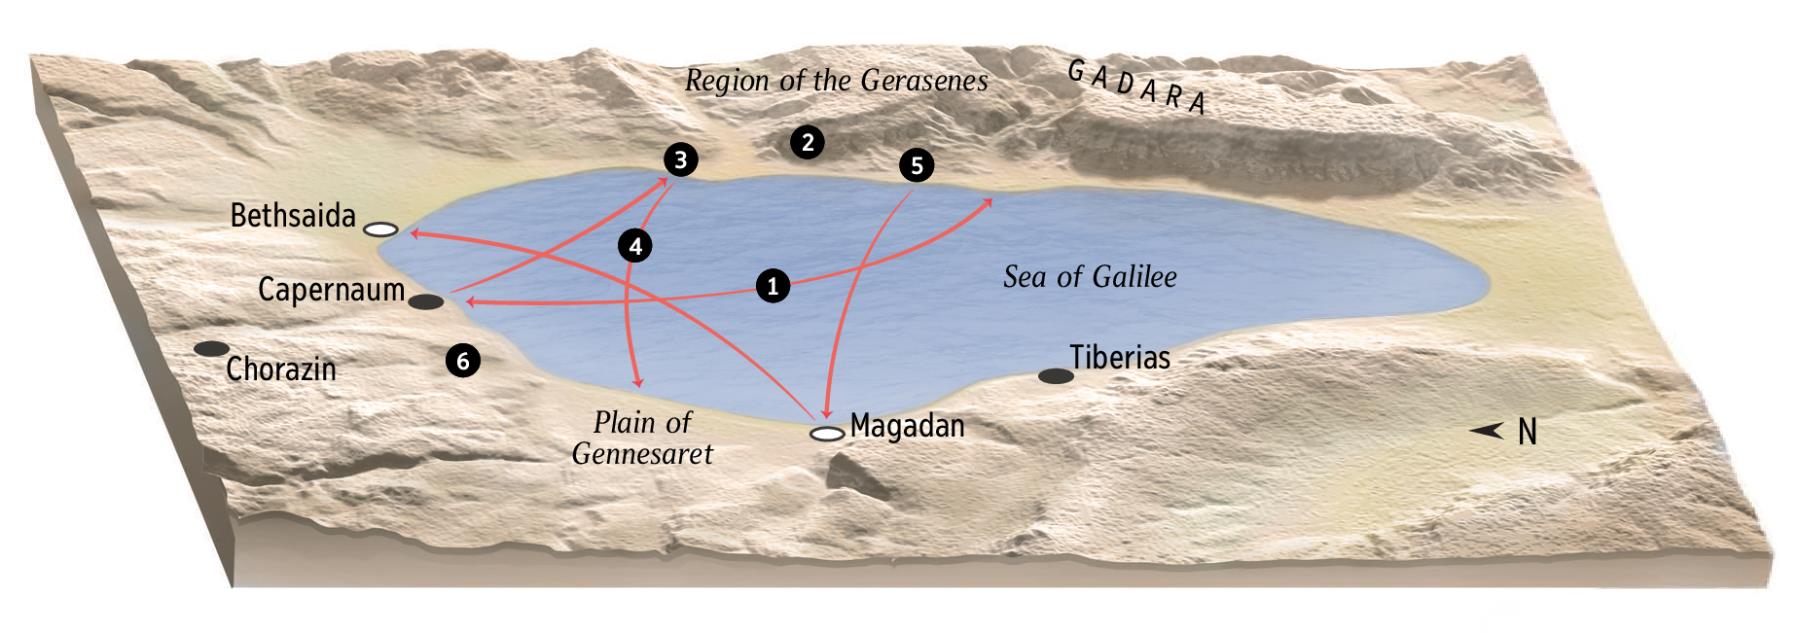 Region of the Gerasenes
GADARA
2
3
5
Bethsaida
4
Sea of Galilee
1
Capernaum
6
Chorazin
Tiberias
Plain of
Gennesaret
Magadan
N